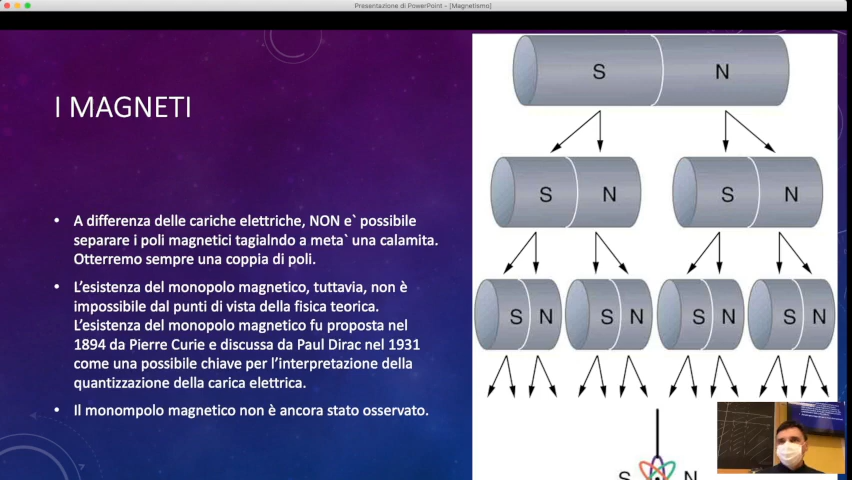 Presentazione di PowerPoint - [Magnetismo]
I MAGNETI
• A differenza delle cariche elettriche, NON e` possibile
separare i poli magnetici tagialndo a meta` una calamita.
Otterremo sempre una coppia di poli.
• L'esistenza del monopolo magnetico, tuttavia, non è
impossibile dal punti di vista della fisica teorica.
L'esistenza del monopolo magnetico fu proposta nel
1894 da Pierre Curie e discussa da Paul Dirac nel 1931
come una possibile chiave per l'interpretazione della
quantizzazione della carica elettrica.
• Il monompolo magnetico non è ancora stato osservato.
S N
S N S N
S N S N S N S N
S N